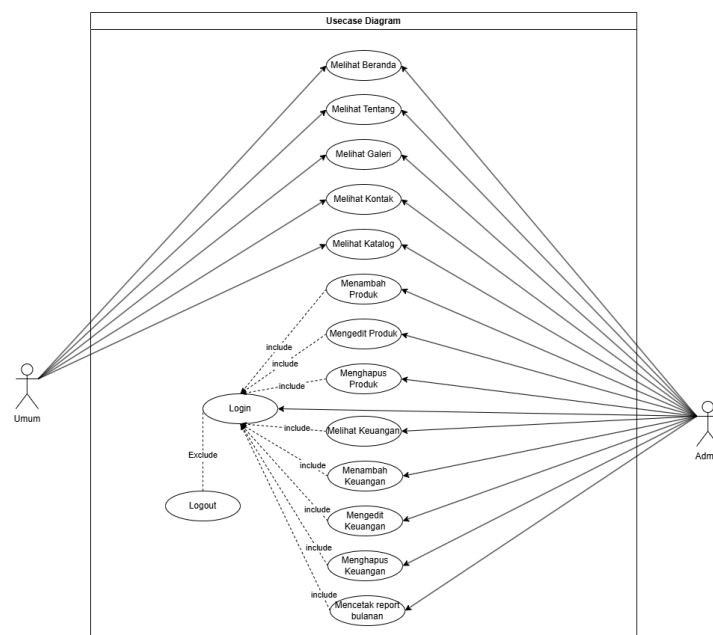 Usecase Diagram
Melihat Beranda
Melihat Tentang
Melihat Galeri
Melihat Kontak
Melihat Katalog
Menambah
Produk
include
Mengedit Produk
include
Menghapus
Produk
include
Umum
Login
Admi
include
Melihat Keuangan
Exclude
include
Menambah
Keuangan
Logout
include
Mengedit
Keuangan
include
Menghapus
Keuangan
include
Mencetak report
bulanan